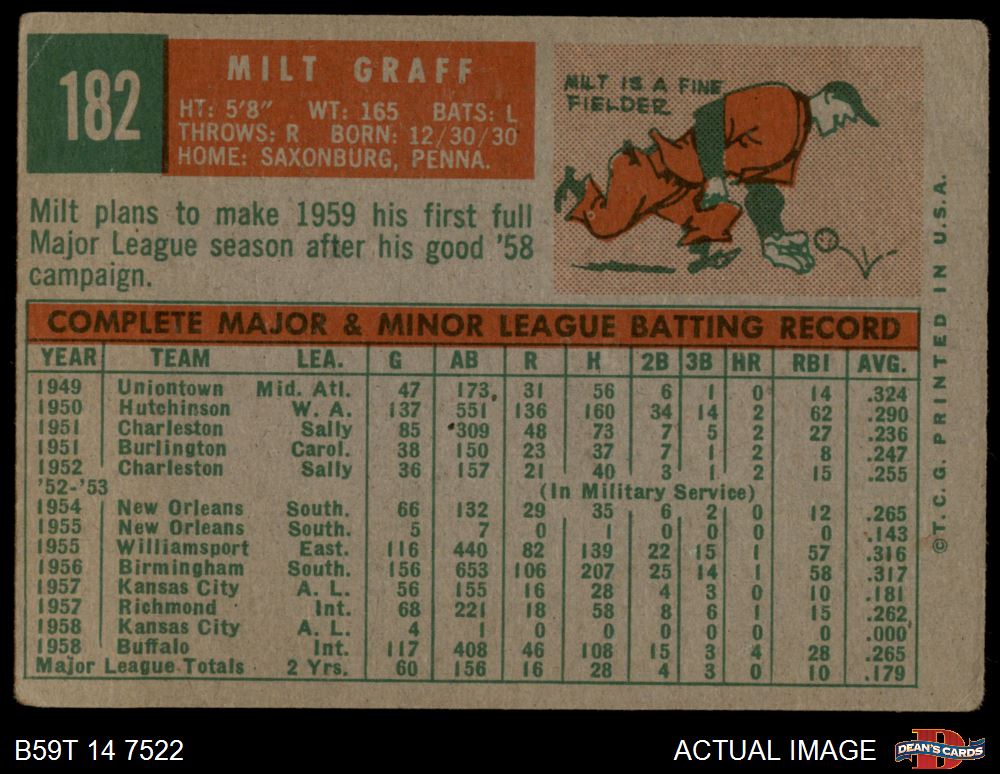 182
MILT GRAFF
HT: 5'8" WT: 165 BATS: L
THROWS: R BORN: 12/30/30
HOME: SAXONBURG, PENNA.
MILT IS A FINE
FIELDER
Milt plans to make 1959 his first full
Major League season after his good '58
campaign.
COMPLETE MAJOR & MINOR LEAGUE BATTING RECORD
YEAR TEAM LEA. G AB R H 2B 3B HR RBI AVG.
1949 Uniontown Mid. Atl. 47 173 31 56 6 1 0 14 .324
1950 Hutchinson W. A. 137 551 136 160 34 14 2 62 .290
1951 Charleston Sally 85 309 48 73 7 5 2 27 .236
1951 Burlington Carol. 38 150 23 37 7 1 2 8 .247
1952 Charleston Sally 36 157 21 40 3 1 2 15 .255
'52-'53 (In Military Service)
1954 New Orleans South. 66 132 29 35 6 2 0 12 .265
1955 New Orleans South. 5 7 0 1 0 0 0 0 .143
1955 Williamsport East. 116 440 82 139 22 15 1 57 .316
1956 Birmingham South. 156 653 106 207 25 14 1 58 .317
1957 Kansas City A. L. 56 155 16 28 4 3 0 10 .181
1957 Richmond Int. 68 221 18 58 8 6 1 15 .262
1958 Kansas City A. L. 4 1 0 0 0 0 0 0 .000
1958 Buffalo Int. 117 408 46 108 15 3 4 28 .265
Major League Totals 2 Yrs. 60 156 16 28 4 3 0 10 .179
©T. C. G. PRINTED IN U.S.A.
B59T 14 7522
ACTUAL IMAGE
D
DEAN'S CARDS